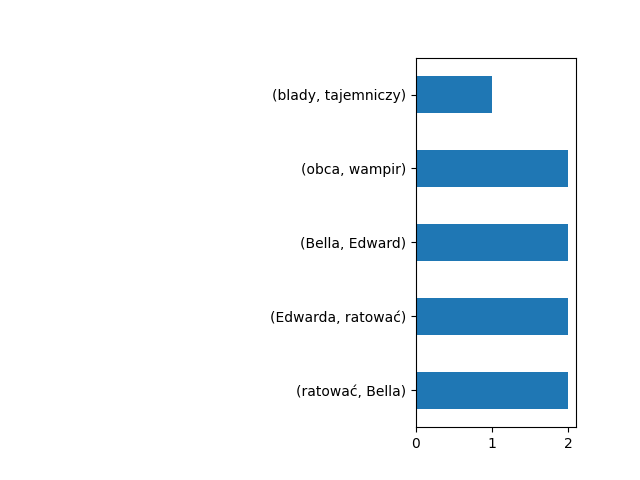 (blady, tajemniczy)
(obca, wampir)
(Bella, Edward)
(Edwarda, ratować)
(ratować, Bella)
0 1 2